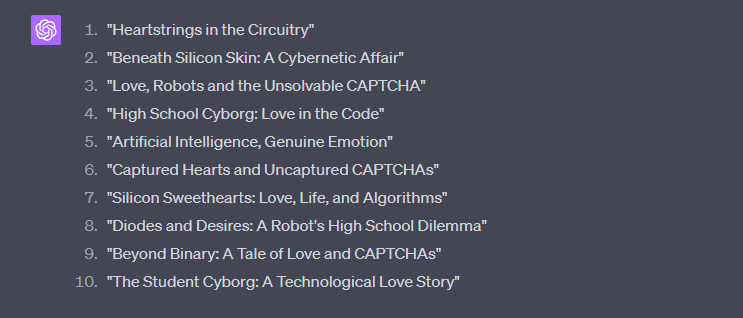 1. "Heartstrings in the Circuitry"
2. "Beneath Silicon Skin: A Cybernetic Affair"
3. "Love, Robots and the Unsolvable CAPTCHA"
4. "High School Cyborg: Love in the Code"
5. "Artificial Intelligence, Genuine Emotion"
6. "Captured Hearts and Uncaptured CAPTCHAs"
7. "Silicon Sweethearts: Love, Life, and Algorithms"
8. "Diodes and Desires: A Robot's High School Dilemma"
9. "Beyond Binary: A Tale of Love and CAPTCHAs"
10. "The Student Cyborg: A Technological Love Story"